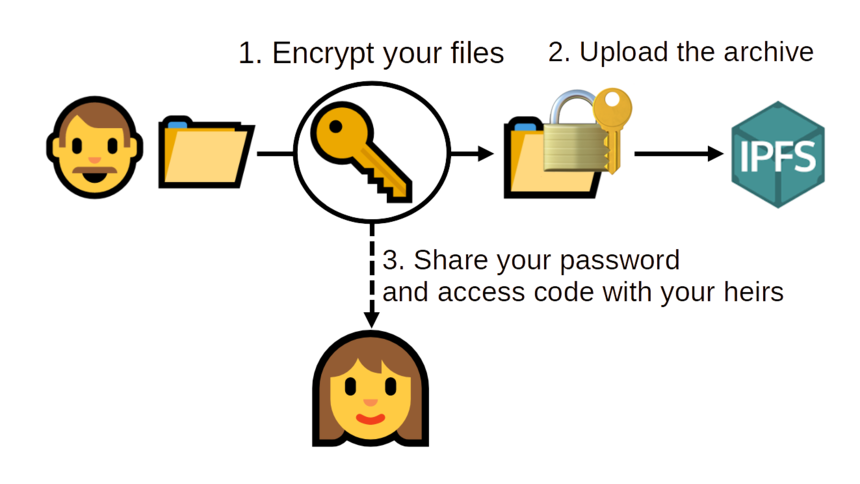 1. Encrypt your files
2. Upload the archive
IPFS
3. Share your password
and access code with your heirs